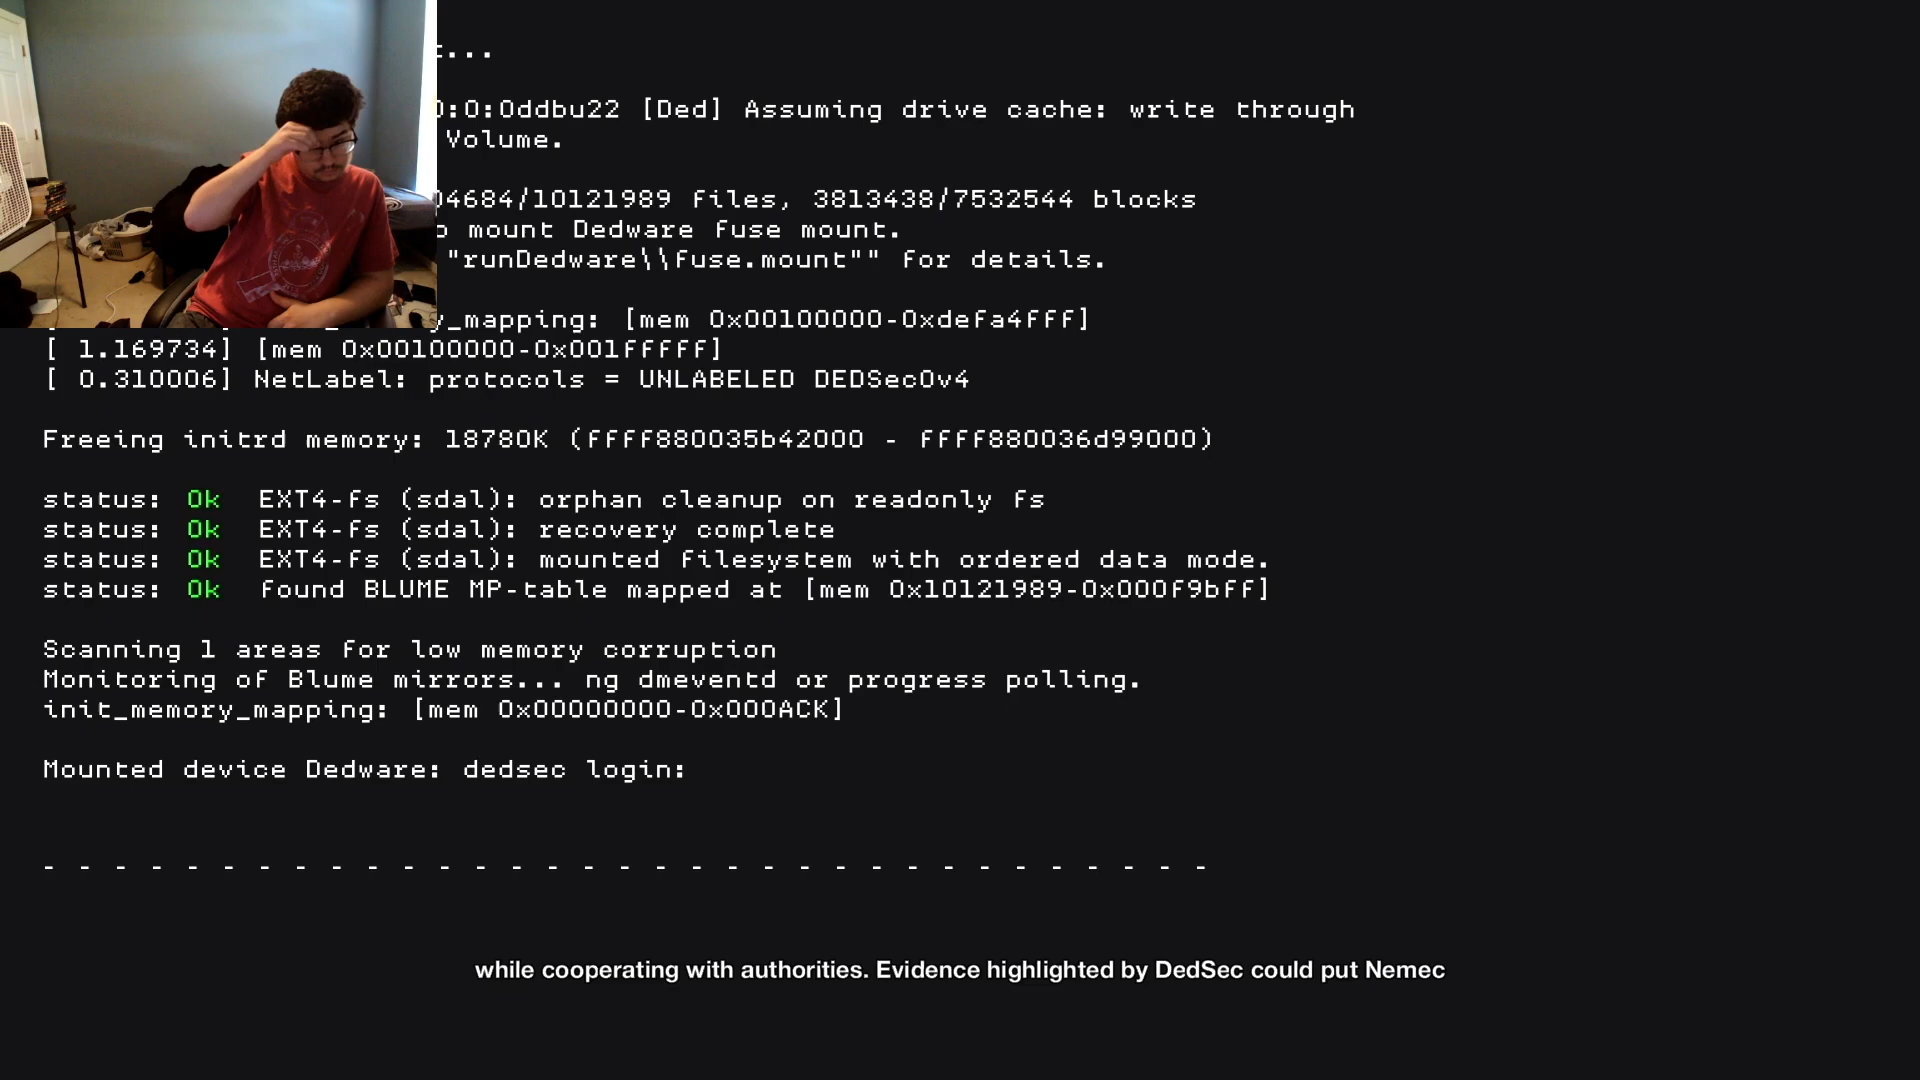 ...
0:0:0ddbu22 [Ded] Assuming drive cache: write through
Volume.
04684/10121989 files, 3813438/7532544 blocks
mount Dedware fuse mount.
"runDedware\\fuse.mount"" for details.
y_mapping: [mem 0x00100000-0xdefa4fff]
[ 1.169734] [mem 0x00100000-0x001fffff]
[ 0.310006] NetLabel: protocols = UNLABELED DEDSec0v4
Freeing initrd memory: 18780K (ffff880035b42000 - ffff880036d99000)
status: Ok EXT4-fs (sda1): orphan cleanup on readonly fs
status: Ok EXT4-fs (sda1): recovery complete
status: Ok EXT4-fs (sda1): mounted filesystem with ordered data mode.
status: Ok found BLUME MP-table mapped at [mem 0x10121989-0x000f9bff]
Scanning 1 areas for low memory corruption
Monitoring of Blume mirrors... ng dmeventd or progress polling.
init_memory_mapping: [mem 0x00000000-0x000ACK]
Mounted device Dedware: dedsec login:
- - - - - - - - - - - - - - - - - - - - - - - - - - - - - - - - -
while cooperating with authorities. Evidence highlighted by DedSec could put Nemec